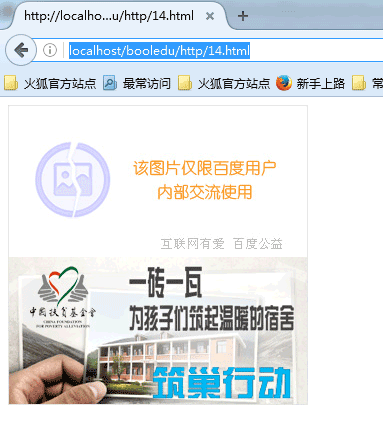 http://localho...u/http/14.html
localhost/booledu/http/14.html
火狐官方站点 最常访问 火狐官方站点 新手上路 常
该图片仅限百度用户
内部交流使用
互联网有爱 百度公益
中国扶贫基金会
CHINA FOUNDATION
FOR POVERTY ALLEVIATION
一砖一瓦
为孩子们筑起温暖的宿舍
筑巢行动